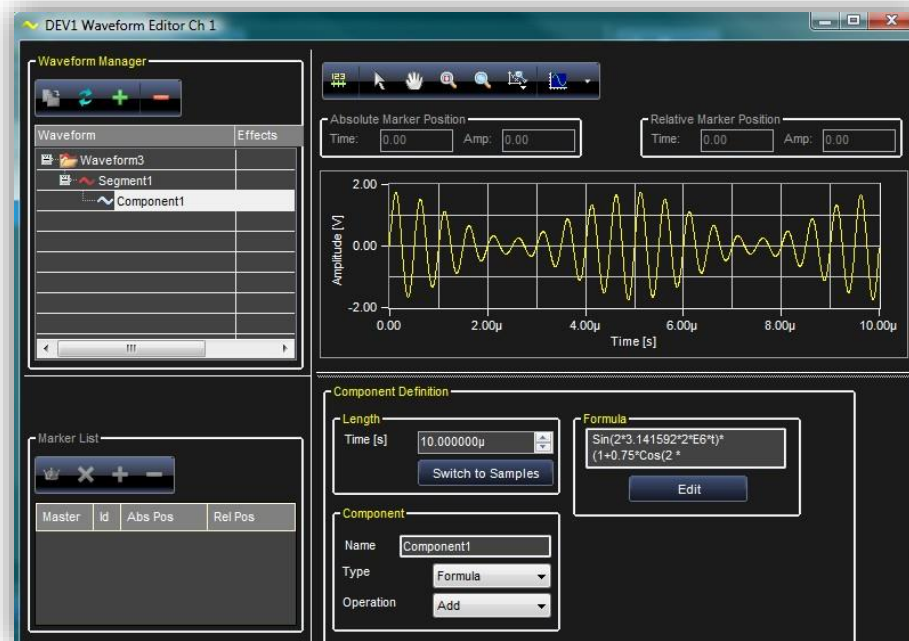 DEV1 Waveform Editor Ch 1
Waveform Manager
Waveform Effects
Waveform3
Segment1
Component1
Marker List
Master Id Abs Pos Rel Pos
123
Absolute Marker Position
Time: 0.00 Amp: 0.00
Relative Marker Position
Time: 0.00 Amp: 0.00
Amplitude [V]
2.00
0.00
-2.00
0.00 2.00µ 4.00µ 6.00µ 8.00µ 10.00µ
Time [s]
Component Definition
Length
Time [s] 10.000000µ
Switch to Samples
Formula
Sin(2*3.141592*2*E6*t)*
(1+0.75*Cos(2 *
Edit
Component
Name Component1
Type Formula
Operation Add